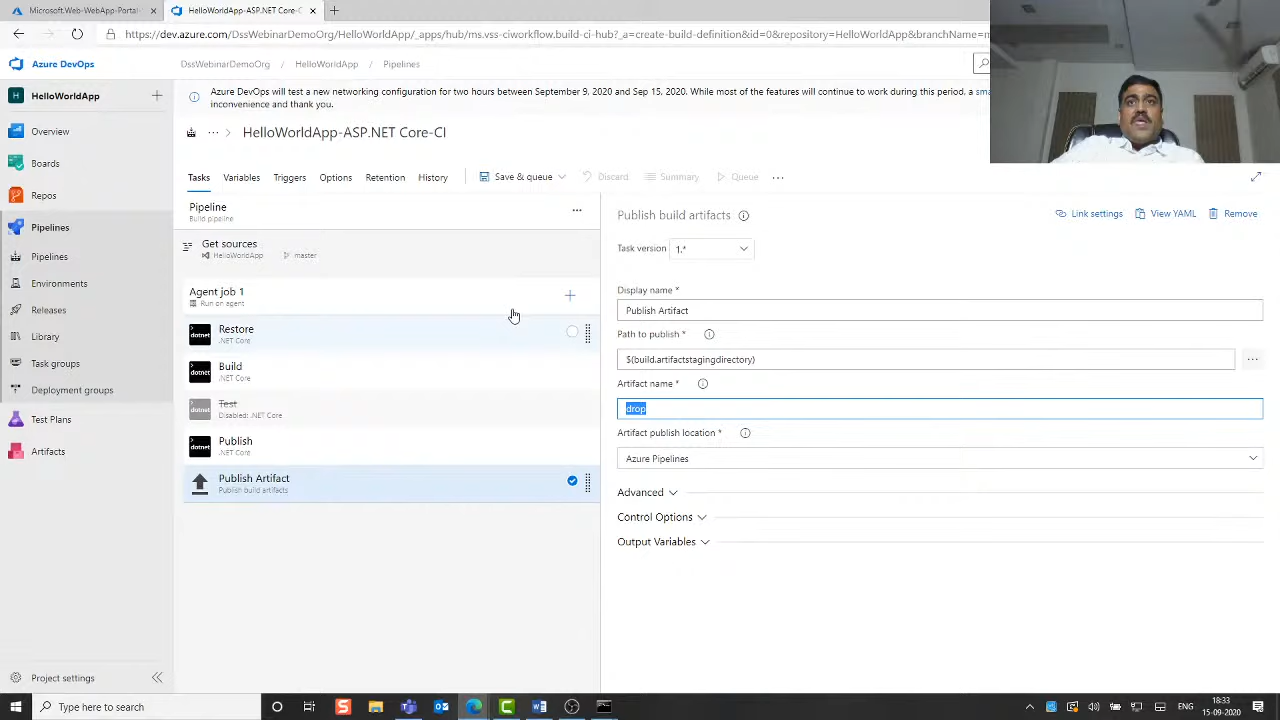 Microsoft.Web-WebApp-Portal
HelloWorldApp-ASP.NET Core-C
https://dev.azure.com/DssWebinarDemoOrg/HelloWorldApp/_apps/hub/ms.vss-ciworkflow.build-ci-hub?_a=create-build-definition&id=0&repository=HelloWorldApp&branchName=m
Azure DevOps
DssWebinarDemoOrg
HelloWorldApp
Pipelines
H
HelloWorldApp
Azure DevOps will test a new networking configuration for two hours between September 9, 2020 and Sep 15, 2020. While most of the features will continue to work during this period, a sma
inconvenience and thank you.
HelloWorldApp-ASP.NET Core-CI
Overview
Boards
Repos
Pipelines
Pipelines
Environments
Releases
Library
Task groups
Deployment groups
Test Plans
Artifacts
Project settings
Tasks
Variables
Triggers
Options
Retention
History
Save & queue
Discard
Summary
Queue
Pipeline
Build pipeline
Get sources
HelloWorldApp
master
Agent job 1
Run on agent
dotnet
Restore
.NET Core
dotnet
Build
.NET Core
dotnet
Test
Disabled: .NET Core
dotnet
Publish
.NET Core
Publish Artifact
Publish build artifacts
Publish build artifacts
Link settings
View YAML
Remove
Task version
1.*
Display name *
Publish Artifact
Path to publish *
$(build.artifactstagingdirectory)
Artifact name *
drop
Artifact publish location *
Azure Pipelines
Advanced
Control Options
Output Variables
Type here to search
ENG
18:33
15-09-2020